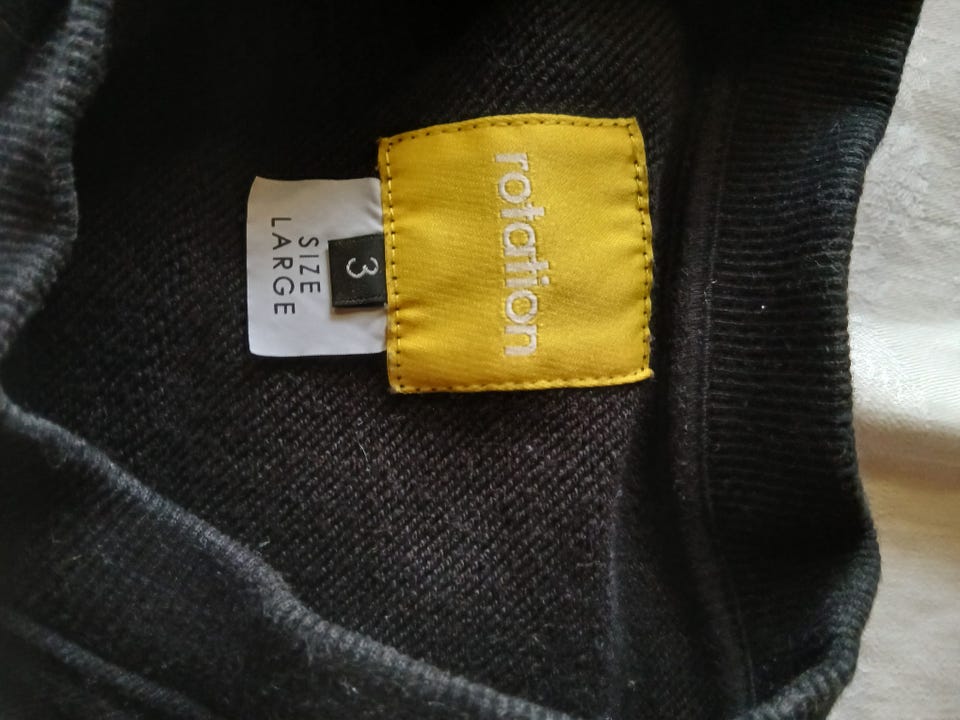 rotation
3
SIZE
LARGE